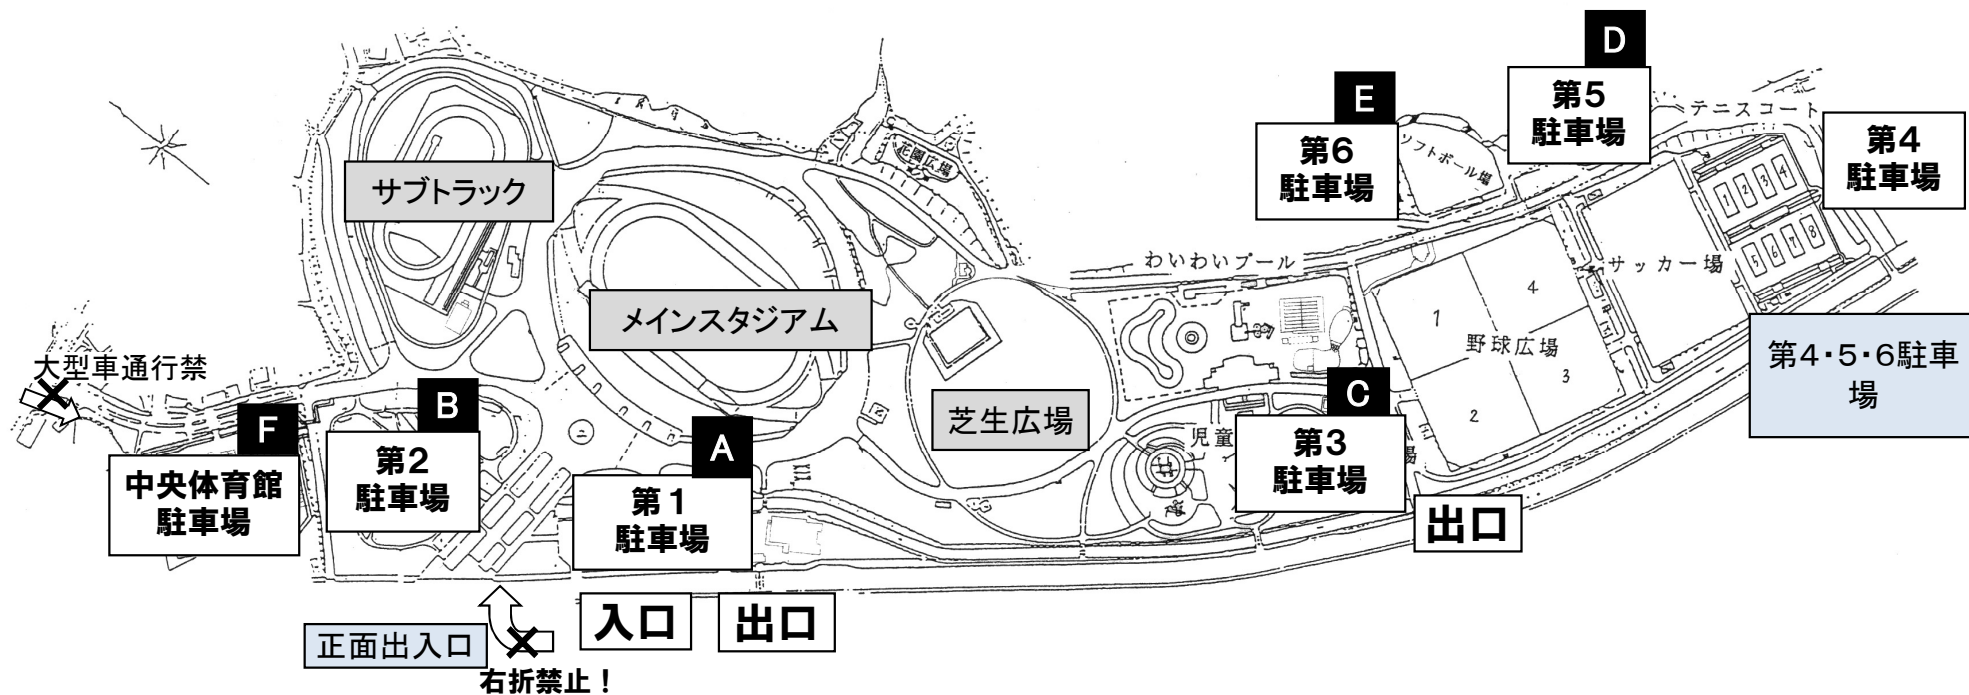 D
第5
駐車場
E
第6
駐車場
ソフトボール場
テニスコート
第4
駐車場
1
2
3
4
5
6
7
8
花園広場
サブトラック
メインスタジアム
わいわいプール
サッカー場
1
4
野球広場
3
2
第4・5・6駐車
場
大型車通行禁
F
中央体育館
駐車場
B
第2
駐車場
A
第1
駐車場
芝生広場
児童
C
第3
駐車場
場
出口
入口
出口
正面出入口
右折禁止！